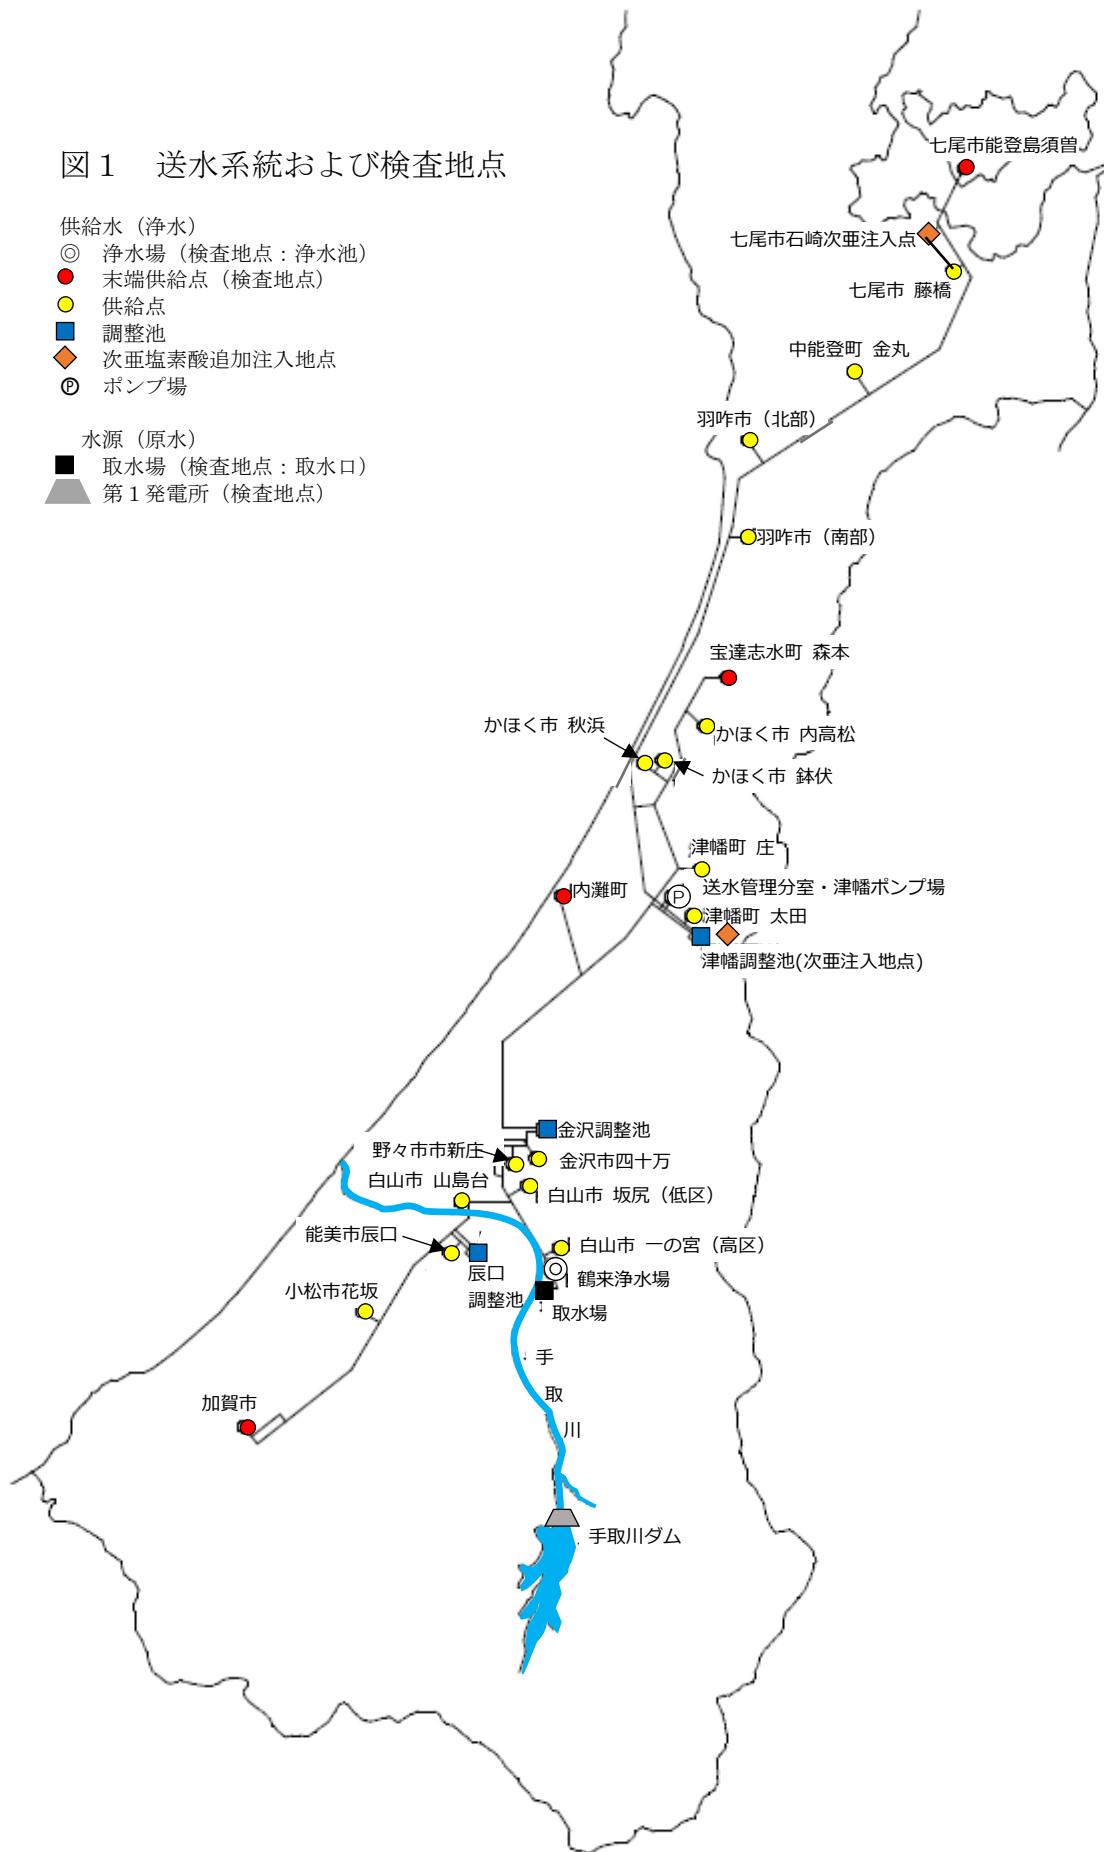 図１　送水系統および検査地点
供給水（浄水）
浄水場（検査地点：浄水池）
末端供給点（検査地点）
供給点
調整池
次亜塩素酸追加注入地点
Ⓟ ポンプ場
水源（原水）
取水場（検査地点：取水口）
第１発電所（検査地点）
七尾市能登島須曽
七尾市石崎次亜注入点
七尾市 藤橋
中能登町 金丸
羽咋市（北部）
羽咋市（南部）
宝達志水町 森本
かほく市 秋浜
かほく市 内高松
かほく市 鉢伏
津幡町 庄
内灘町
P
送水管理分室・津幡ポンプ場
津幡町 太田
津幡調整池(次亜注入地点)
金沢調整池
野々市市新庄
金沢市四十万
白山市 山島台
白山市 坂尻（低区）
能美市辰口
白山市 一の宮（高区）
辰口
調整池
鶴来浄水場
小松市花坂
取水場
手
取
川
加賀市
手取川ダム